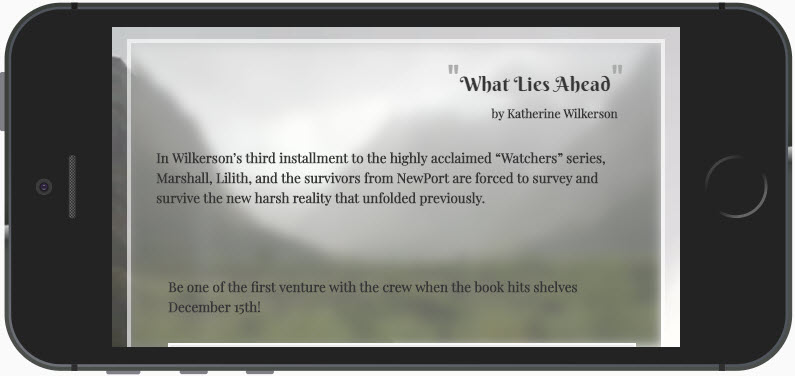 "What Lies Ahead"
by Katherine Wilkerson
In Wilkerson’s third installment to the highly acclaimed “Watchers” series,
Marshall, Lilith, and the survivors from NewPort are forced to survey and
survive the new harsh reality that unfolded previously.
Be one of the first venture with the crew when the book hits shelves
December 15th!